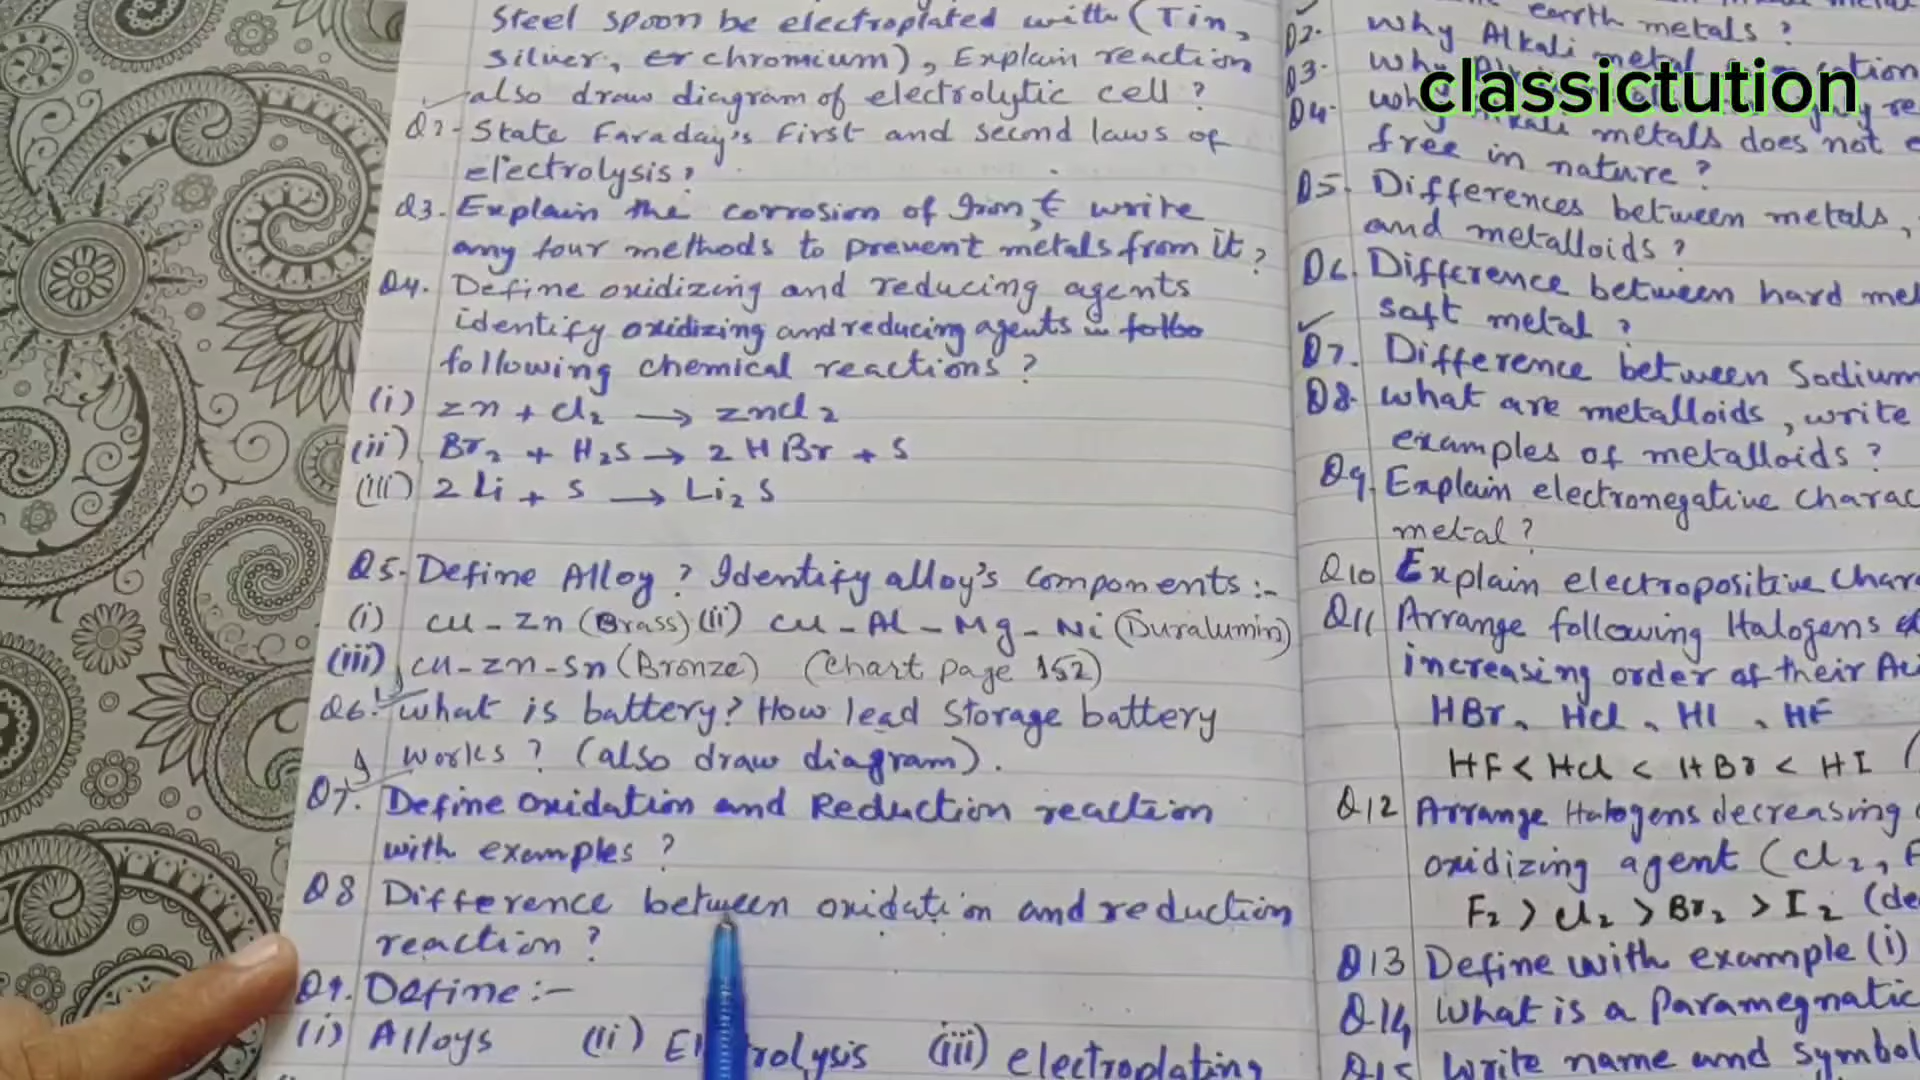 Steel spoon be electroplated with (Tin,
silver, or chromium), Explain reaction
also draw diagram of electrolytic cell?
Q2- State Faraday's First and second laws of
electrolysis?
Q3. Explain the corrosion of Iron, & write
any four methods to prevent metals from it?
Q4. Define oxidizing and reducing agents
identify oxidizing and reducing agents in
following chemical reactions?
(i) Zn + Cl2 → ZnCl2
(ii) Br2 + H2S → 2HBr + S
(iii) 2Li + S → Li2S
Q5. Define Alloy? Identify alloy's components:-
(i) Cu-Zn (Brass) (ii) Cu-Al-Mg-Ni (Duralumin)
(iii) Cu-Zn-Sn (Bronze) (Chart page 152)
Q6. What is battery? How lead Storage battery
works? (also draw diagram).
Q7. Define Oxidation and Reduction reaction
with examples?
Q8 Difference between oxidation and reduction
reaction?
Q9. Define:-
(i) Alloys (ii) (iii) electroplating
earth metals?
Q2. Why Alkali metal
Q3. Why
classictution
Q4. Why Alkali metals does not
free in nature?
Q5. Differences between metals,
and metalloids?
Q6. Difference between hard
soft metal?
Q7. Difference between Sodium
Q8. What are metalloids, write
examples of metalloids?
Q9. Explain electronegative
metal?
Q10 Explain electropositive
Q11 Arrange following Halogens
increasing order of their
HBr, HCl, HI, HF
HF < HCl < HBr < HI (
Q12 Arrange Halogens decreasing
oxidizing agent (Cl2,
F2 > Cl2 > Br2 > I2
Q13 Define with example (i)
Q14 What is a Paramegnatic
Q15 Write name and symbol